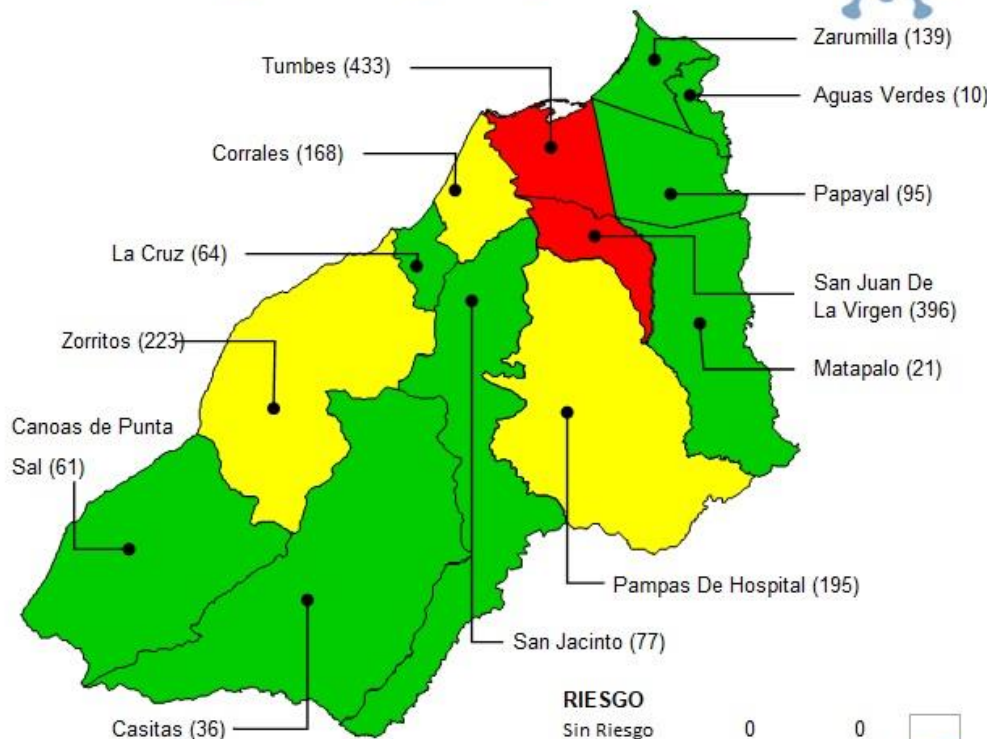 Zarumilla (139)
Tumbes (433)
Aguas Verdes (10)
Corrales (168)
Papayal (95)
La Cruz (64)
San Juan De
La Virgen (396)
Zorritos (223)
Matapalo (21)
Canoas de Punta
Sal (61)
Pampas De Hospital (195)
San Jacinto (77)
Casitas (36)
RIESGO
Sin Riesgo 0 0